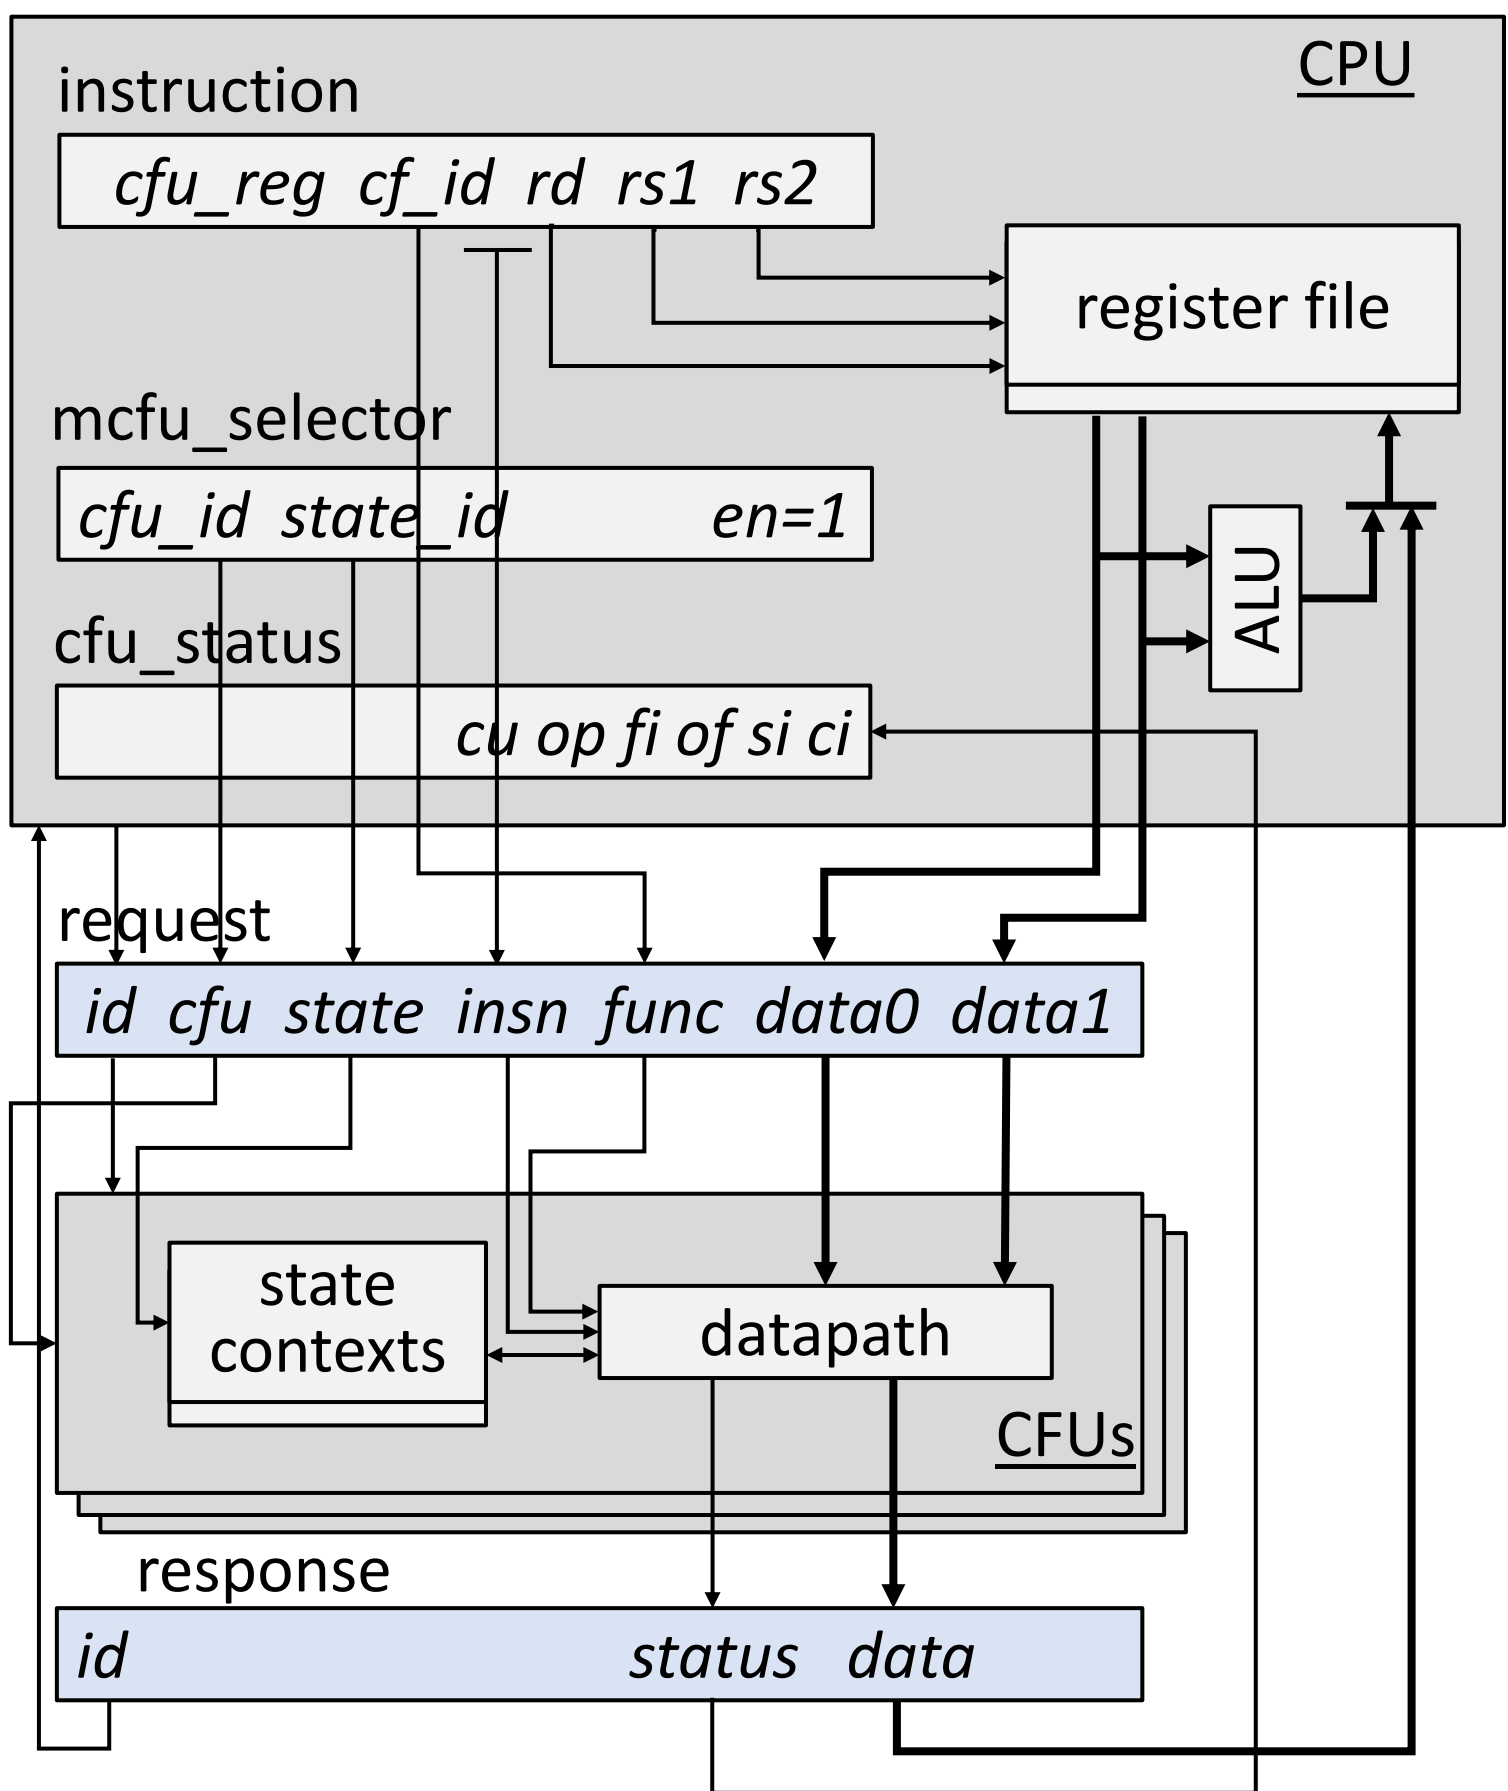 CPU
instruction
cfu_reg cf_id rd rs1 rs2
register file
mcfu_selector
cfu_id state_id en=1
ALU
cfu_status
cu op fi of si ci
request
id cfu state insn func data0 data1
state
contexts
datapath
CFUs
response
id status data